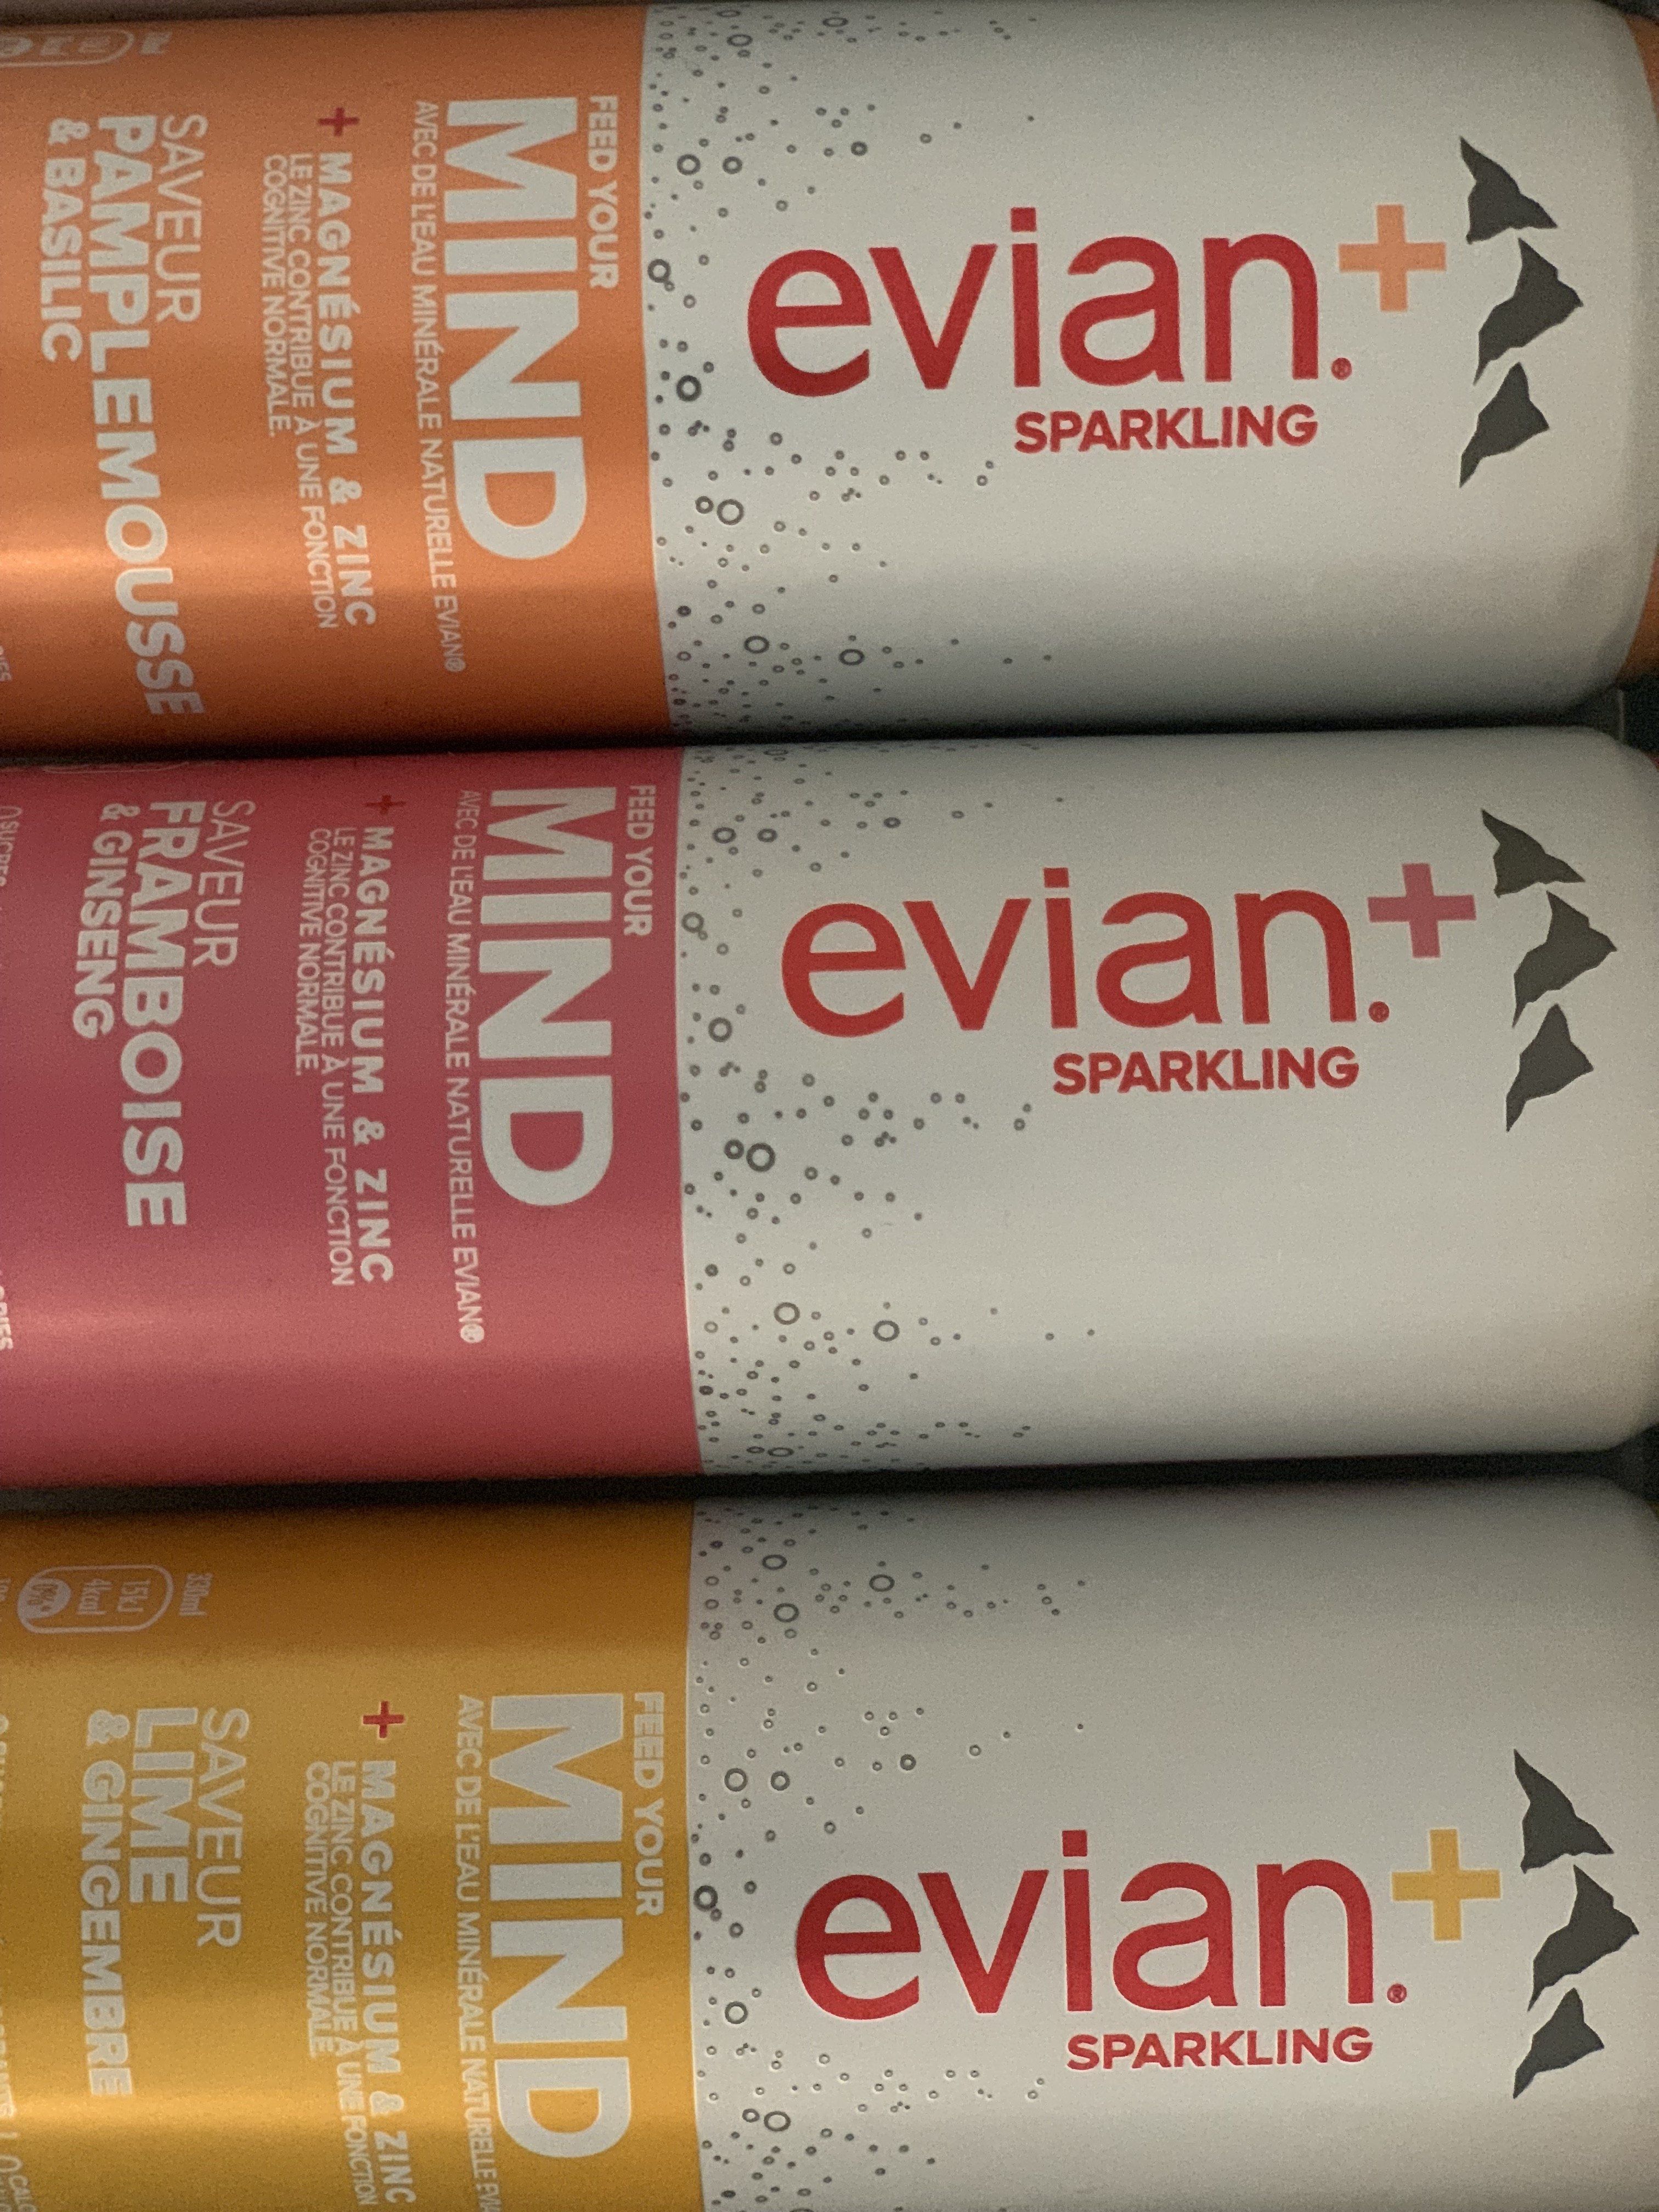 evian+
SPARKLING
FEED YOUR
MIND
AVEC DE L'EAU MINÉRALE NATURELLE EVIAN®
+ MAGNÉSIUM & ZINC
LE ZINC CONTRIBUE À UNE FONCTION
COGNITIVE NORMALE.
SAVEUR
PAMPLEMOUSSE
& BASILIC
evian+
SPARKLING
FEED YOUR
MIND
AVEC DE L'EAU MINÉRALE NATURELLE EVIAN®
+ MAGNÉSIUM & ZINC
LE ZINC CONTRIBUE À UNE FONCTION
COGNITIVE NORMALE.
SAVEUR
FRAMBOISE
& GINSENG
evian+
SPARKLING
FEED YOUR
MIND
AVEC DE L'EAU MINÉRALE NATURELLE
+ MAGNÉSIUM & ZINC
LE ZINC CONTRIBUE À UNE FONCTION
COGNITIVE NORMALE.
SAVEUR
LIME
& GINGEMBRE
330ml
15kJ
4kcal
0%*